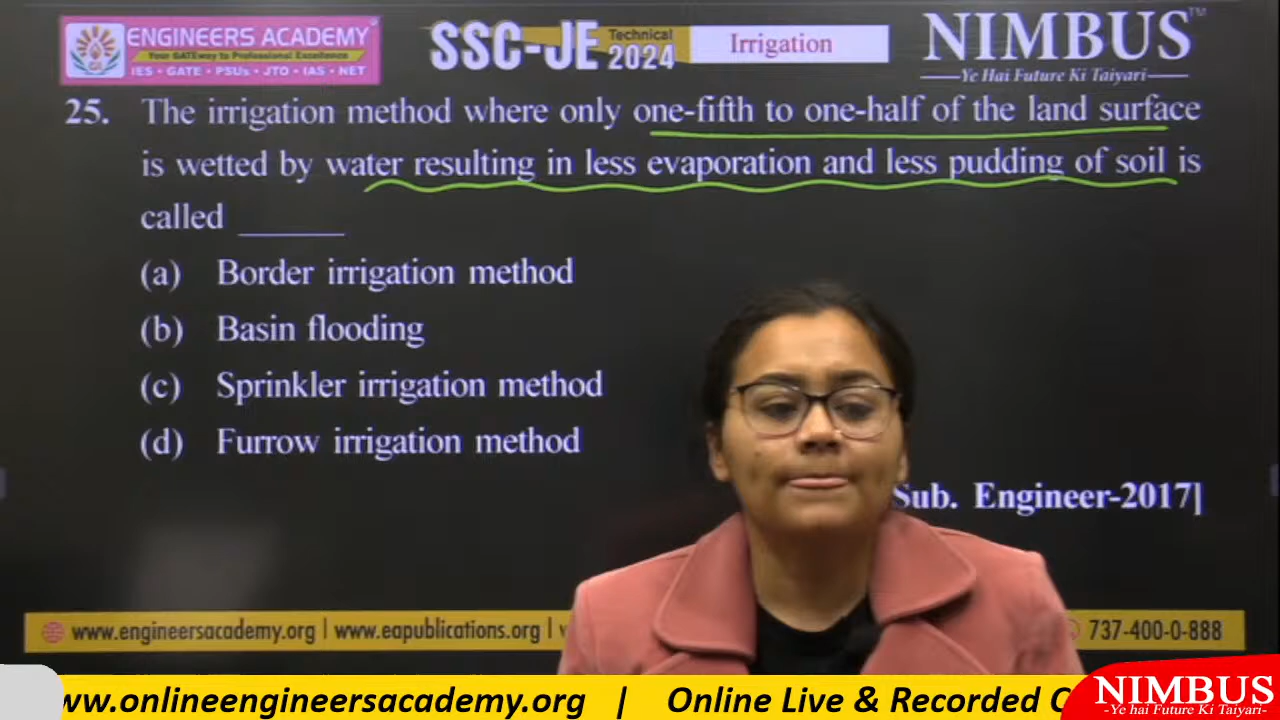 ENGINEERS ACADEMY
Your GATEway to Professional Excellence
IES • GATE • PSUs • JTO • IAS • NET
SSC-JE Technical 2024
Irrigation
NIMBUS™
Ye Hai Future Ki Taiyari
25. The irrigation method where only one-fifth to one-half of the land surface
is wetted by water resulting in less evaporation and less pudding of soil is
called ______
(a) Border irrigation method
(b) Basin flooding
(c) Sprinkler irrigation method
(d) Furrow irrigation method
Sub. Engineer-2017]
www.engineersacademy.org | www.eapublications.org |
737-400-0-888
ww.onlineengineersacademy.org | Online Live & Recorded
NIMBUS
-Ye hai Future Ki Taiyari-